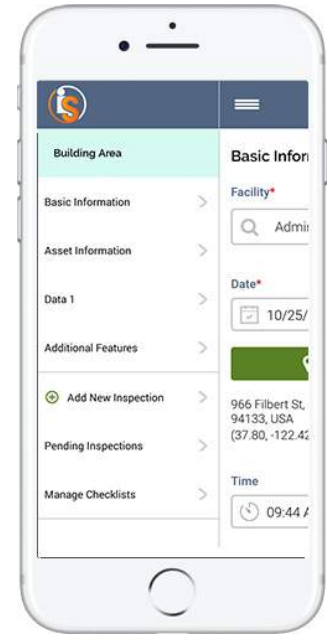 iS
Building Area
Basic Information
Asset Information
Data 1
Additional Features
Add New Inspection
Pending Inspections
Manage Checklists
Basic Infor
Facility*
Admi
Date*
10/25/
966 Filbert St,
94133, USA
(37.80, -122.42
Time
09:44 A